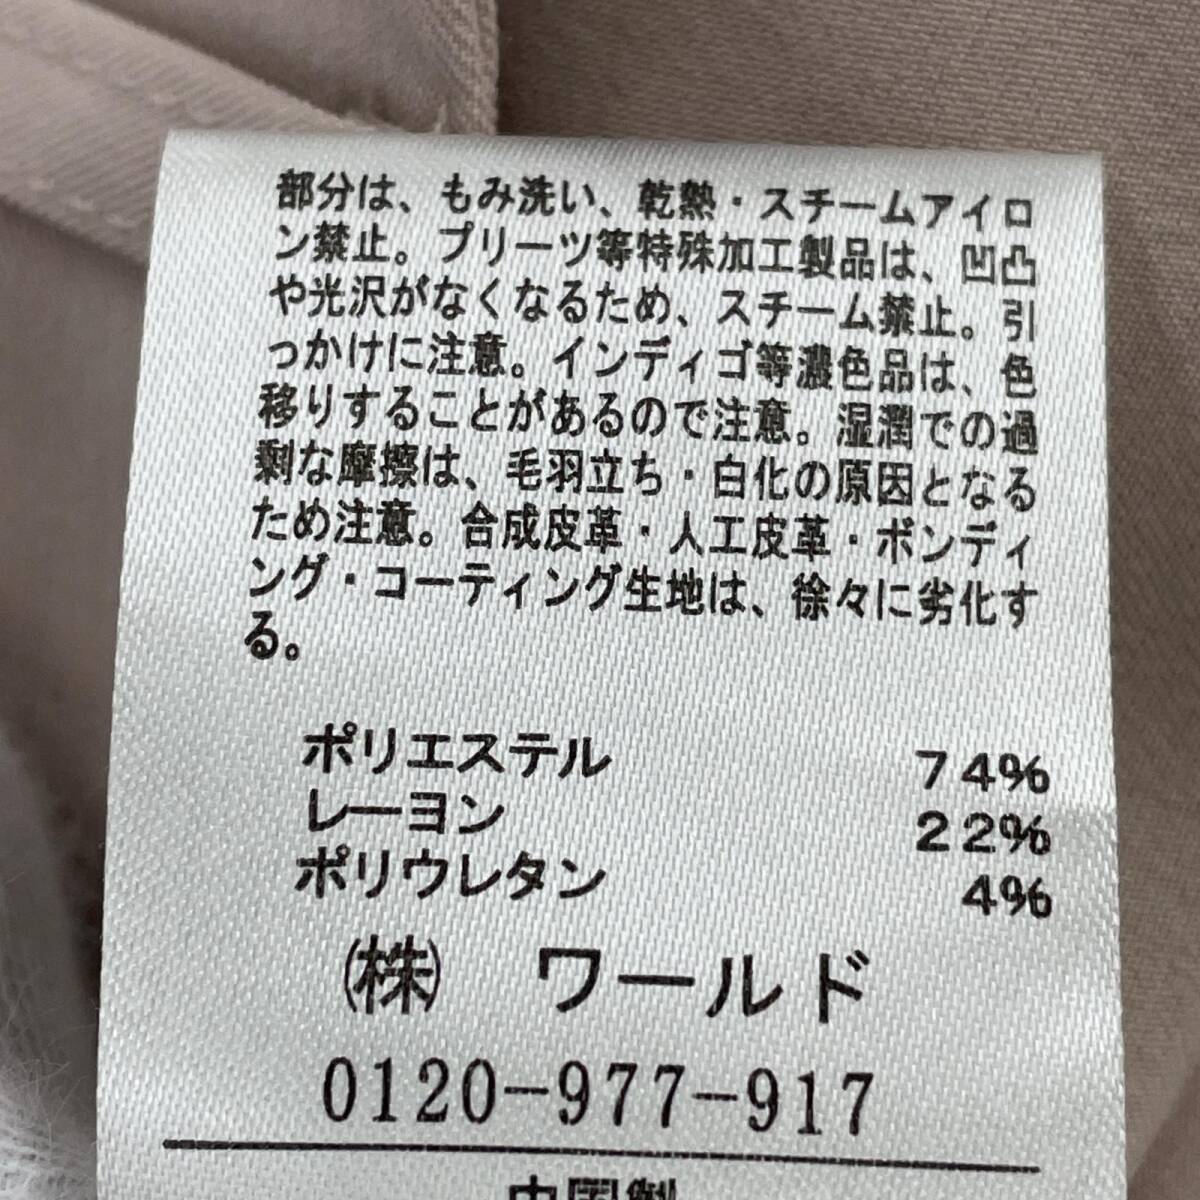 部分は、もみ洗い、乾熱・スチームアイロ
ン禁止。プリーツ等特殊加工製品は、凹凸
や光沢がなくなるため、スチーム禁止。引
っかけに注意。インディゴ等濃色品は、色
移りすることがあるので注意。湿潤での過
剰な摩擦は、毛羽立ち・白化の原因となる
ため注意。合成皮革・人工皮革・ボンディ
ング・コーティング生地は、徐々に劣化す
る。
ポリエステル 74%
レーヨン 22%
ポリウレタン 4%
㈱ ワールド
0120-977-917
中国製